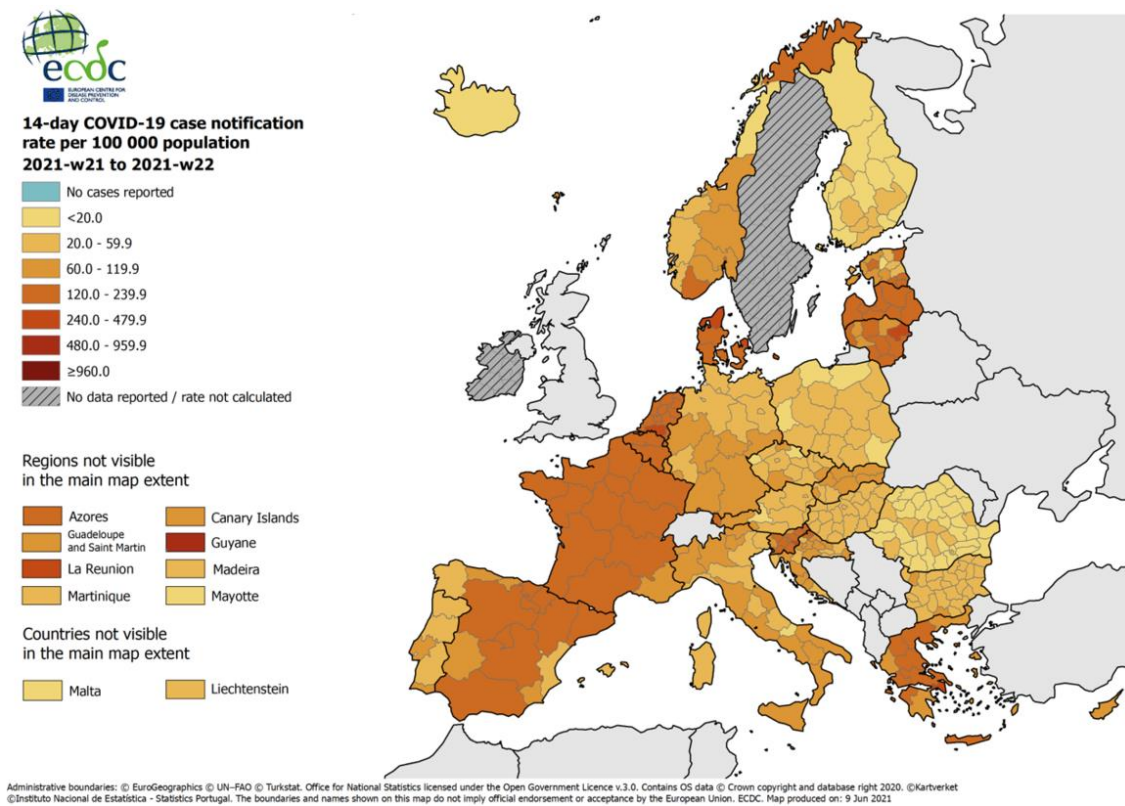 ecdc
EUROPEAN CENTRE FOR
DISEASE PREVENTION
AND CONTROL
14-day COVID-19 case notification
rate per 100 000 population
2021-w21 to 2021-w22
No cases reported
<20.0
20.0 - 59.9
60.0 - 119.9
120.0 - 239.9
240.0 - 479.9
480.0 - 959.9
≥960.0
No data reported / rate not calculated
Regions not visible
in the main map extent
Azores
Canary Islands
Guadeloupe
and Saint Martin
Guyane
La Reunion
Madeira
Martinique
Mayotte
Countries not visible
in the main map extent
Malta
Liechtenstein
Administrative boundaries: © EuroGeographics © UN–FAO © Turkstat. Office for National Statistics licensed under the Open Government Licence v.3.0. Contains OS data © Crown copyright and database right 2020. ©Kartverket
©Instituto Nacional de Estatística - Statistics Portugal. The boundaries and names shown on this map do not imply official endorsement or acceptance by the European Union. ECDC. Map produced on: 9 Jun 2021